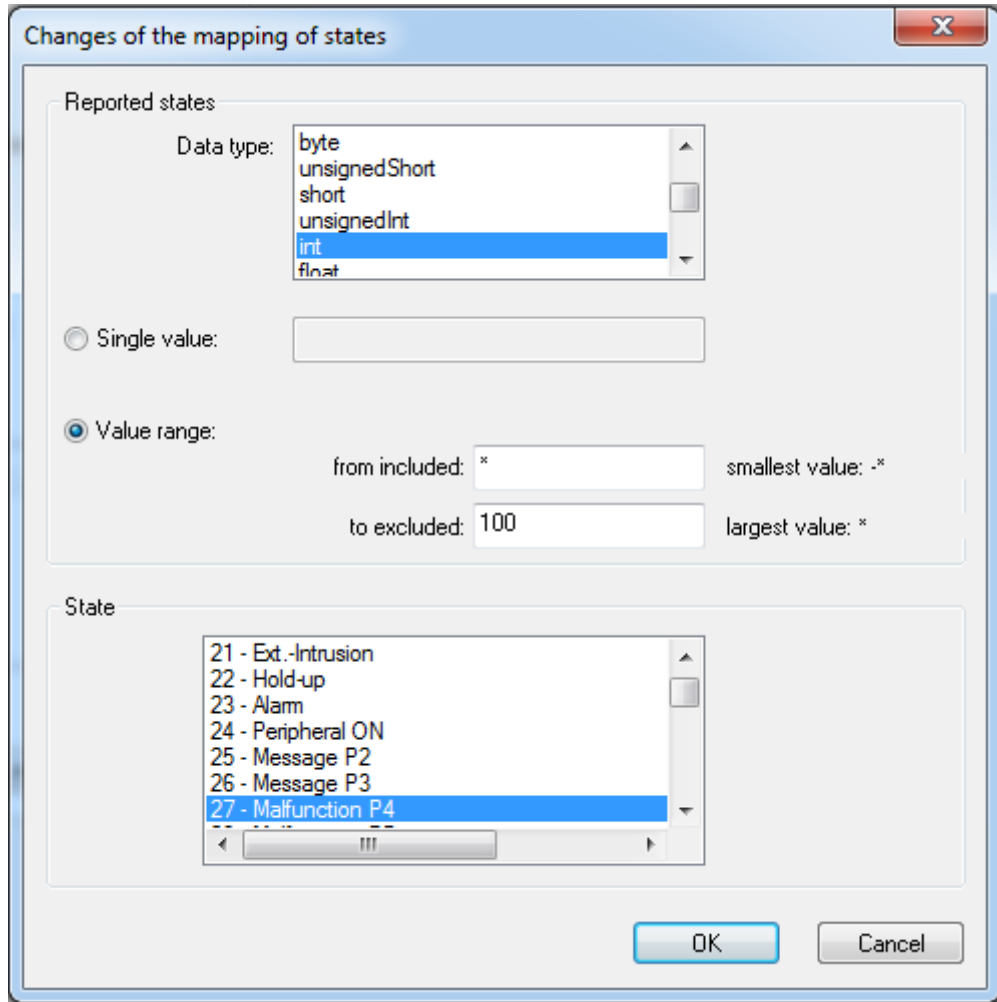 Changes of the mapping of states
Reported states
Data type:
byte
unsignedShort
short
unsignedInt
int
float
Single value:
Value range:
from included: * smallest value: -*
to excluded: 100 largest value: *
State
21 - Ext.-Intrusion
22 - Hold-up
23 - Alarm
24 - Peripheral ON
25 - Message P2
26 - Message P3
27 - Malfunction P4
OK Cancel